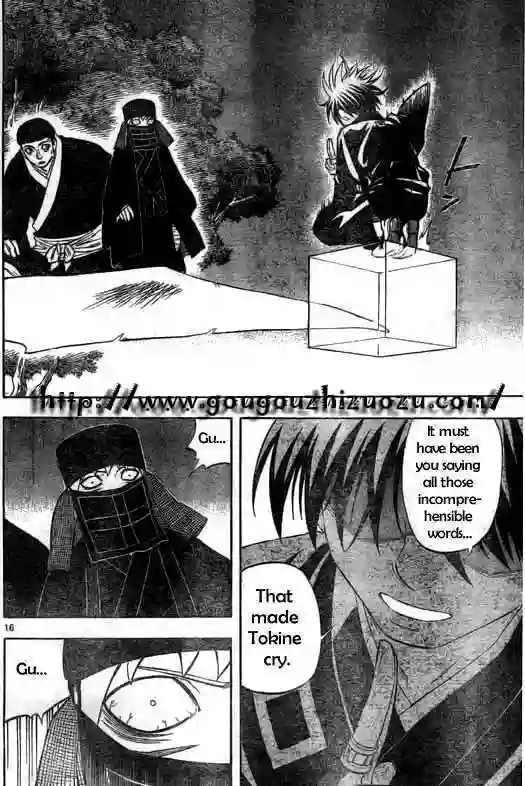 http://www.gougouzhizuozu.com/
It must
have been
you saying
all those
incompre-
hensible
words...
That
made
Tokine
cry.
Gu...
16
Gu...